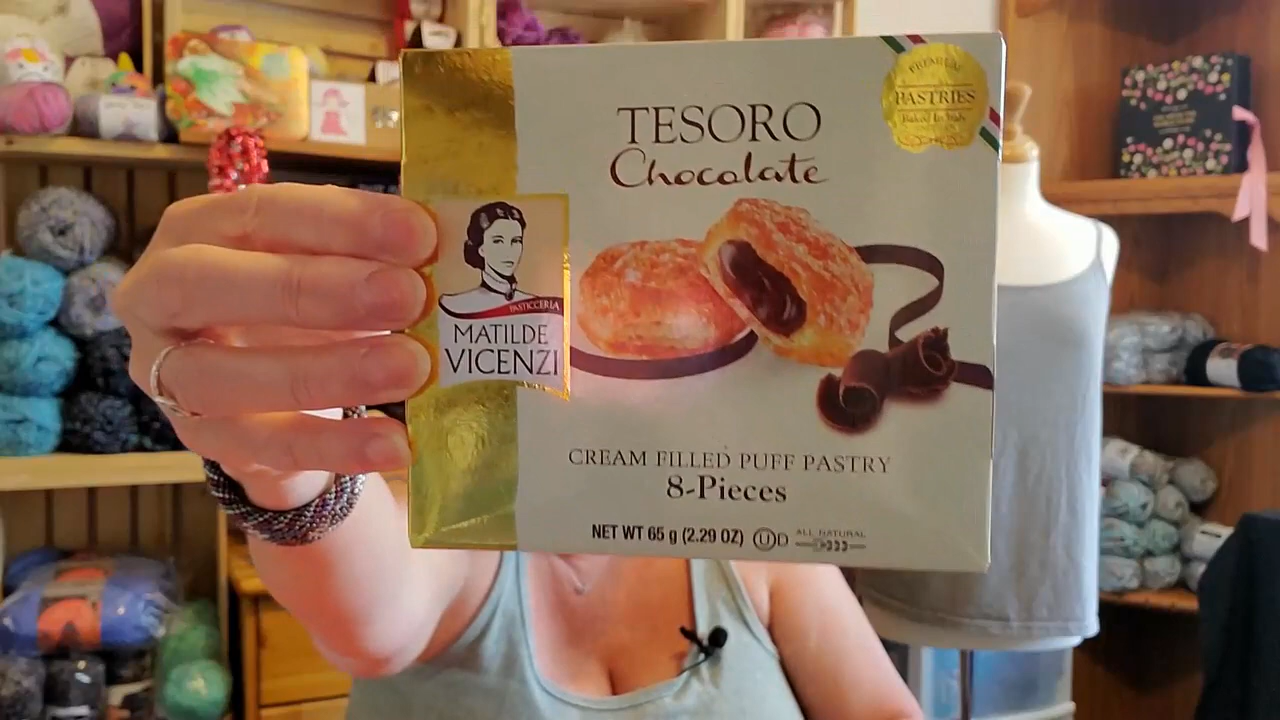 TESORO
Chocolate
PREMIUM
PASTRIES
Baked In Italy
PASTICCERIA
MATILDE
VICENZI
CREAM FILLED PUFF PASTRY
8-Pieces
NET WT 65 g (2.29 OZ) U D ALL NATURAL